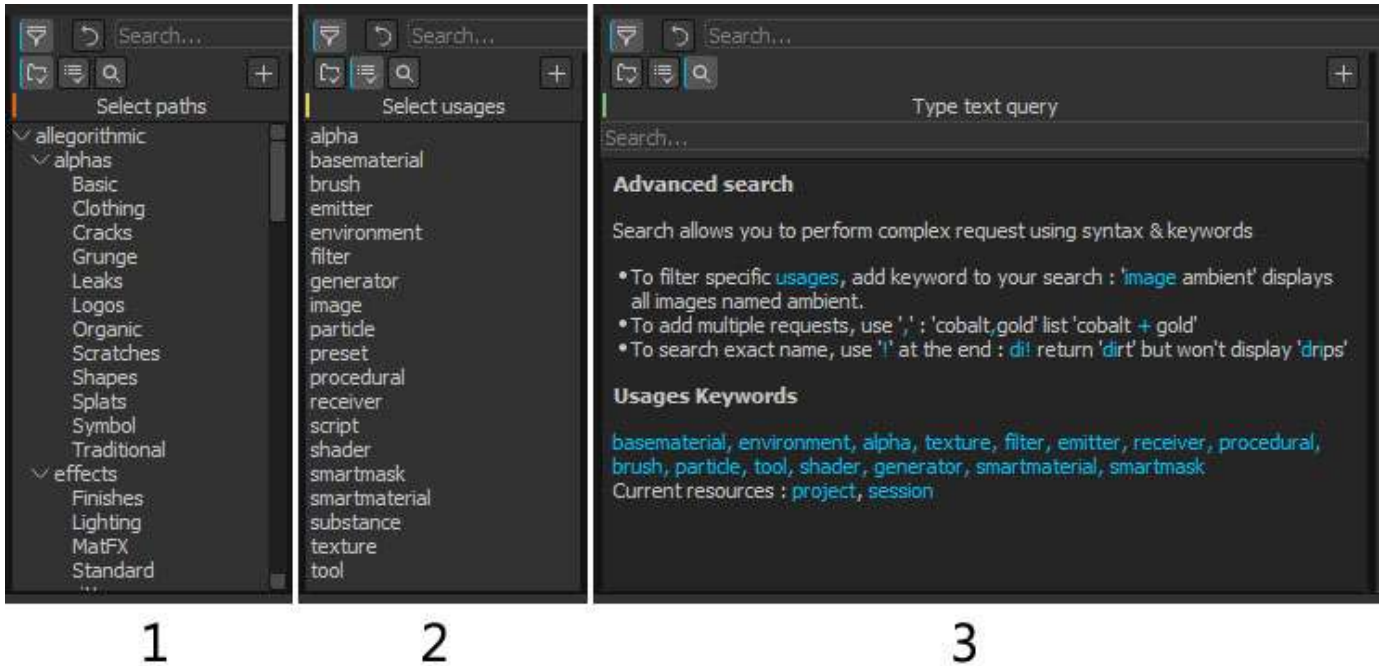 Search...
Select paths
allegorithmic
alphas
Basic
Clothing
Cracks
Grunge
Leaks
Logos
Organic
Scratches
Shapes
Splats
Symbol
Traditional
effects
Finishes
Lighting
MatFX
Standard
1
Search...
Select usages
alpha
basematerial
brush
emitter
environment
filter
generator
image
particle
preset
procedural
receiver
script
shader
smartmask
smartmaterial
substance
texture
tool
2
Search...
Type text query
Search...
Advanced search
Search allows you to perform complex request using syntax & keywords
• To filter specific usages, add keyword to your search : 'image ambient' displays
all images named ambient.
• To add multiple requests, use ',' : 'cobalt,gold' list 'cobalt + gold'
• To search exact name, use '!' at the end : di! return 'dirt' but won't display 'drips'
Usages Keywords
basematerial, environment, alpha, texture, filter, emitter, receiver, procedural,
brush, particle, tool, shader, generator, smartmaterial, smartmask
Current resources : project, session
3